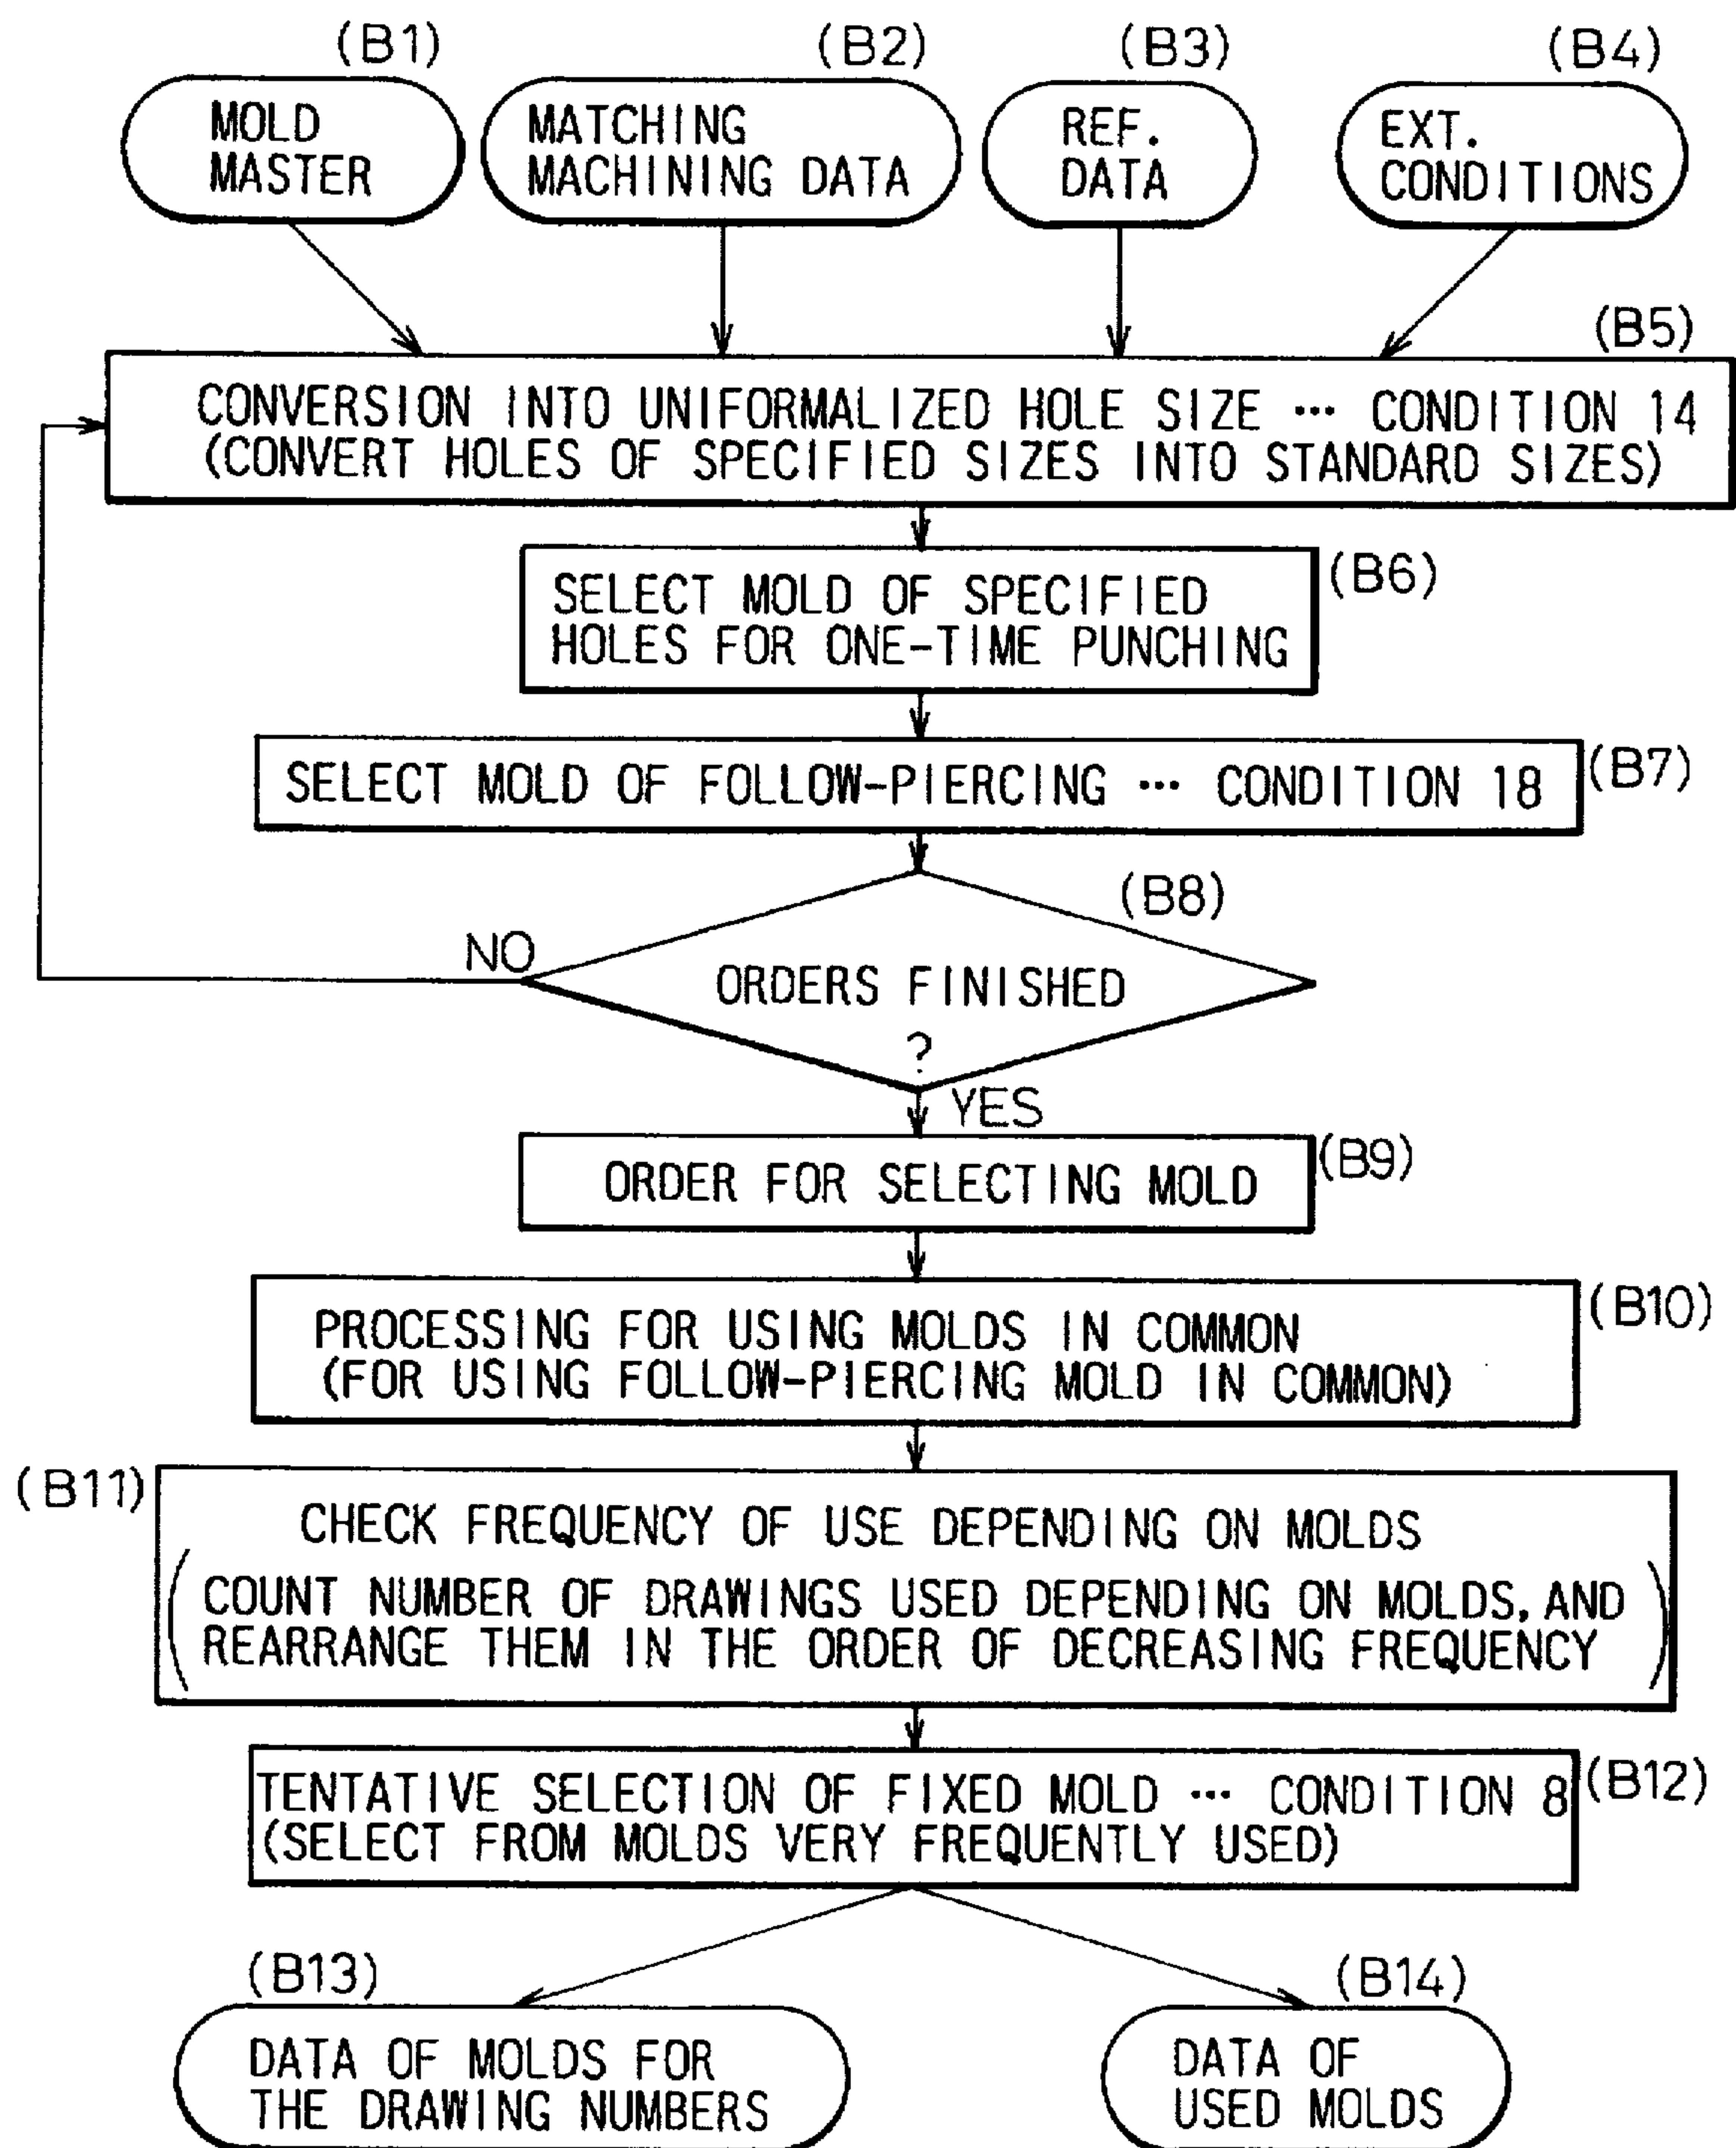 (B1)
(B2)
(B3)
(B4)
MOLD
MASTER
MATCHING
MACHINING DATA
REF.
DATA
EXT.
CONDITIONS
(B5)
CONVERSION INTO UNIFORMALIZED HOLE SIZE ··· CONDITION 14
(CONVERT HOLES OF SPECIFIED SIZES INTO STANDARD SIZES)
(B6)
SELECT MOLD OF SPECIFIED
HOLES FOR ONE-TIME PUNCHING
(B7)
SELECT MOLD OF FOLLOW-PIERCING ··· CONDITION 18
(B8)
NO
ORDERS FINISHED
?
YES
(B9)
ORDER FOR SELECTING MOLD
(B10)
PROCESSING FOR USING MOLDS IN COMMON
(FOR USING FOLLOW-PIERCING MOLD IN COMMON)
(B11)
CHECK FREQUENCY OF USE DEPENDING ON MOLDS
(COUNT NUMBER OF DRAWINGS USED DEPENDING ON MOLDS, AND
REARRANGE THEM IN THE ORDER OF DECREASING FREQUENCY)
(B12)
TENTATIVE SELECTION OF FIXED MOLD ··· CONDITION 8
(SELECT FROM MOLDS VERY FREQUENTLY USED)
(B13)
(B14)
DATA OF MOLDS FOR
THE DRAWING NUMBERS
DATA OF
USED MOLDS